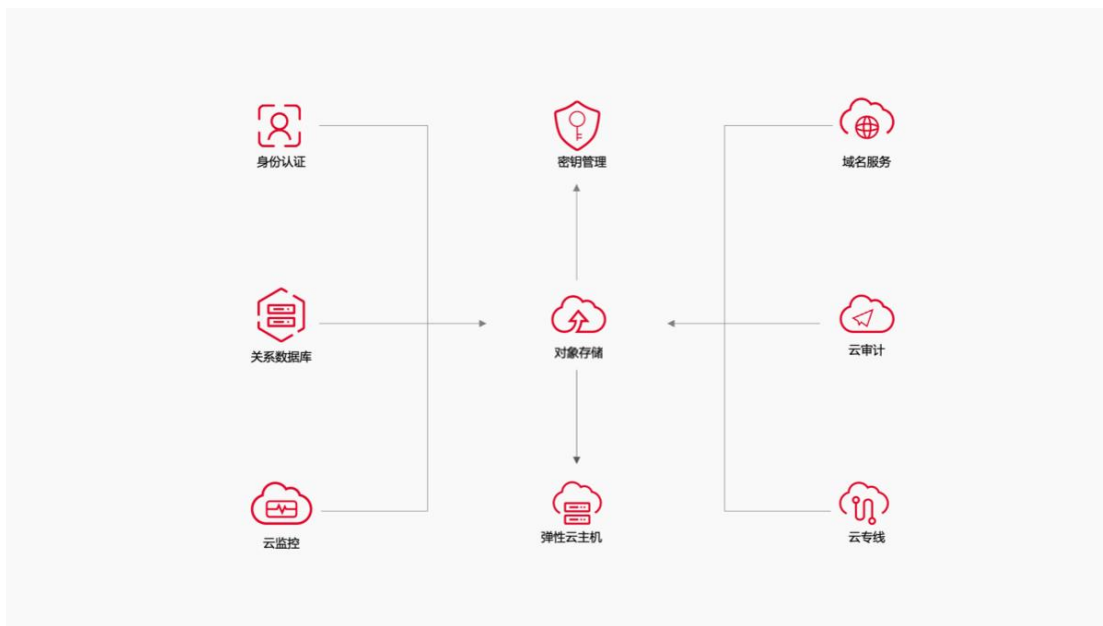 身份认证
密钥管理
域名服务
关系数据库
对象存储
云审计
云监控
弹性云主机
云专线